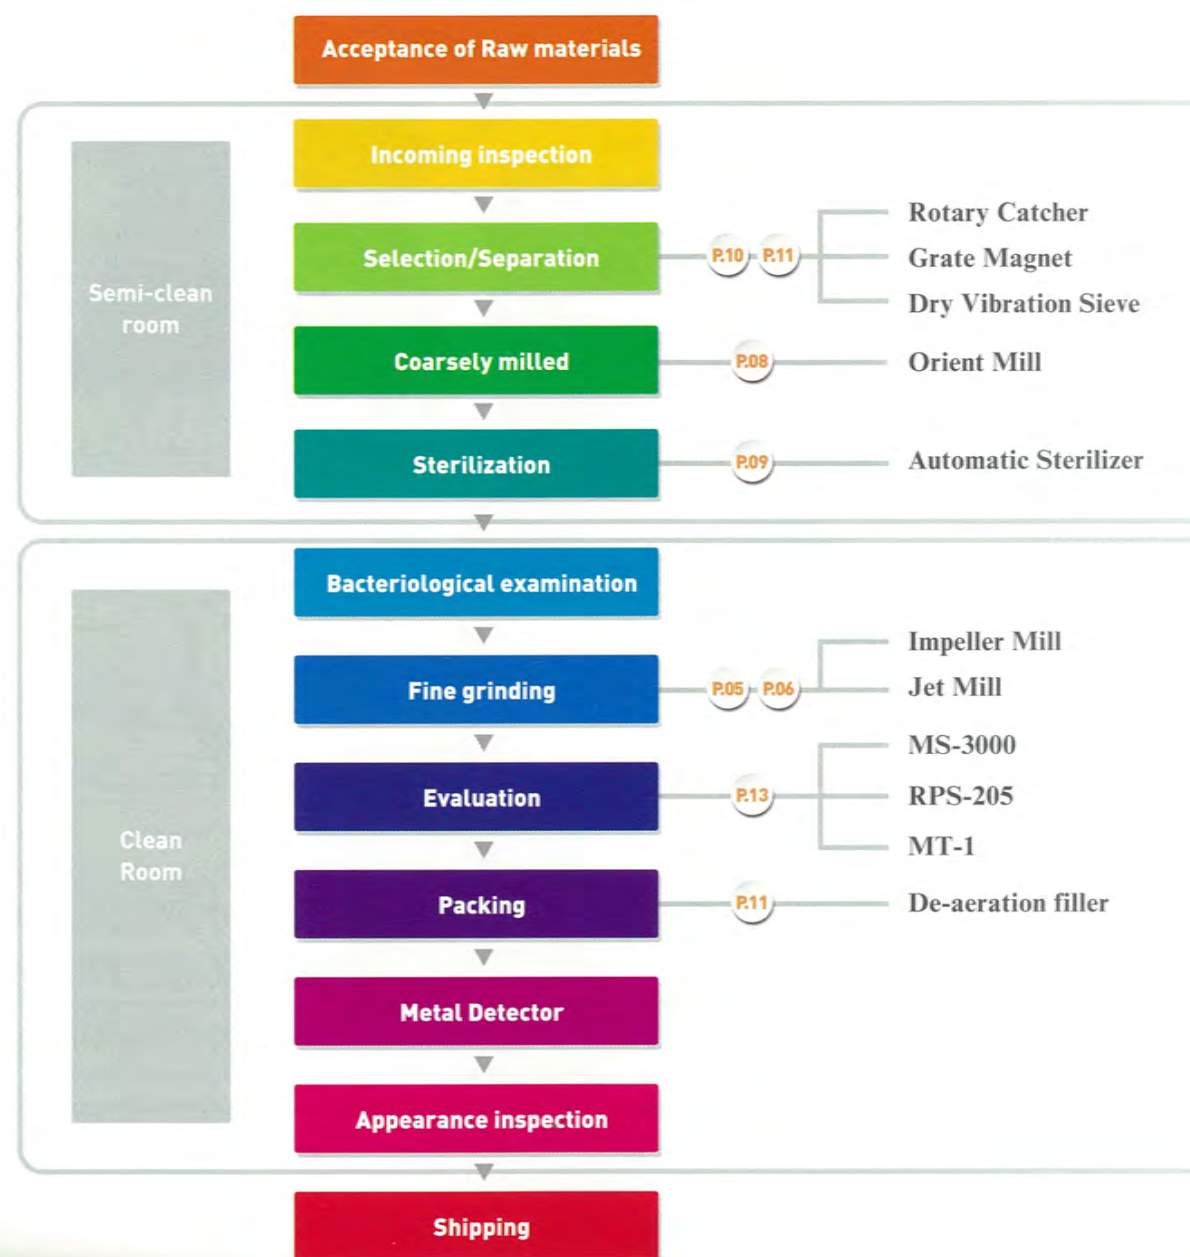 Acceptance of Raw materials
Semi-clean
room
Incoming inspection
Selection/Separation
P.10
P.11
Rotary Catcher
Grate Magnet
Dry Vibration Sieve
Coarsely milled
P.08
Orient Mill
Sterilization
P.09
Automatic Sterilizer
Clean
Room
Bacteriological examination
Fine grinding
P.05
P.06
Impeller Mill
Jet Mill
Evaluation
P.13
MS-3000
RPS-205
MT-1
Packing
P.11
De-aeration filler
Metal Detector
Appearance inspection
Shipping